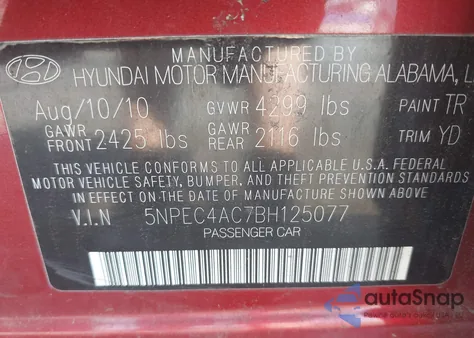 MANUFACTURED BY
HYUNDAI MOTOR MANUFACTURING ALABAMA, L
Aug/10/10 GVWR 4299 lbs PAINT TR
GAWR FRONT 2425 lbs GAWR REAR 2116 lbs TRIM YD
THIS VEHICLE CONFORMS TO ALL APPLICABLE U.S.A. FEDERAL
MOTOR VEHICLE SAFETY, BUMPER, AND THEFT PREVENTION
STANDARDS IN EFFECT ON THE DATE OF MANUFACTURE SHOWN ABOVE.
V.I.N 5NPEC4AC7BH125077
PASSENGER CAR
autoSnap